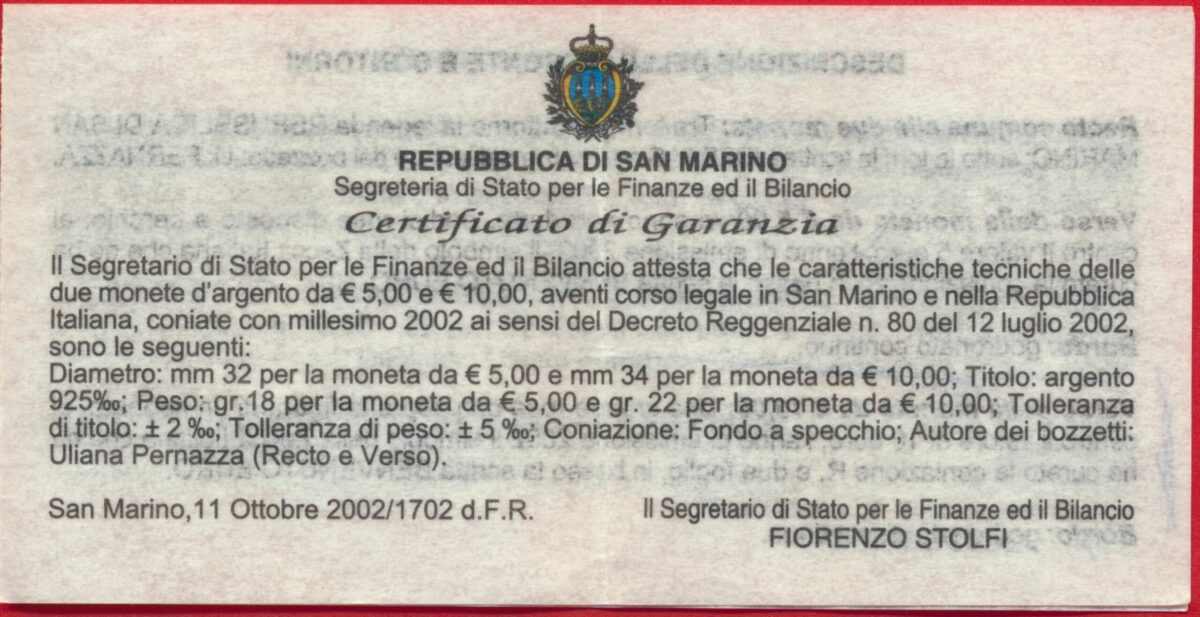 REPUBBLICA DI SAN MARINO
Segreteria di Stato per le Finanze ed il Bilancio
Certificato di Garanzia
Il Segretario di Stato per le Finanze ed il Bilancio attesta che le caratteristiche tecniche delle
due monete d'argento da € 5,00 e € 10,00, aventi corso legale in San Marino e nella Repubblica
Italiana, coniate con millesimo 2002 ai sensi del Decreto Reggenziale n. 80 del 12 luglio 2002,
sono le seguenti:
Diametro: mm 32 per la moneta da € 5,00 e mm 34 per la moneta da € 10,00; Titolo: argento
925‰; Peso: gr.18 per la moneta da € 5,00 e gr. 22 per la moneta da € 10,00; Tolleranza
di titolo: ± 2 ‰; Tolleranza di peso: ± 5 ‰; Coniazione: Fondo a specchio; Autore dei bozzetti:
Uliana Pernazza (Recto e Verso).
San Marino,11 Ottobre 2002/1702 d.F.R.
Il Segretario di Stato per le Finanze ed il Bilancio
FIORENZO STOLFI